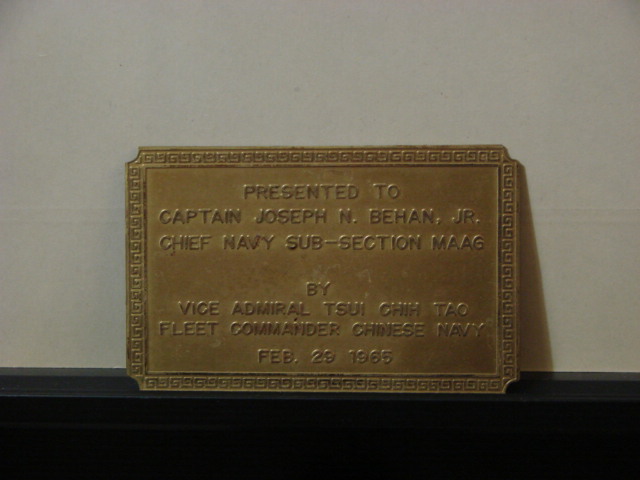 PRESENTED TO
CAPTAIN JOSEPH N. BEHAN, JR.
CHIEF NAVY SUB-SECTION MAAG
BY
VICE ADMIRAL TSUI CHIH TAO
FLEET COMMANDER CHINESE NAVY
FEB. 29 1965